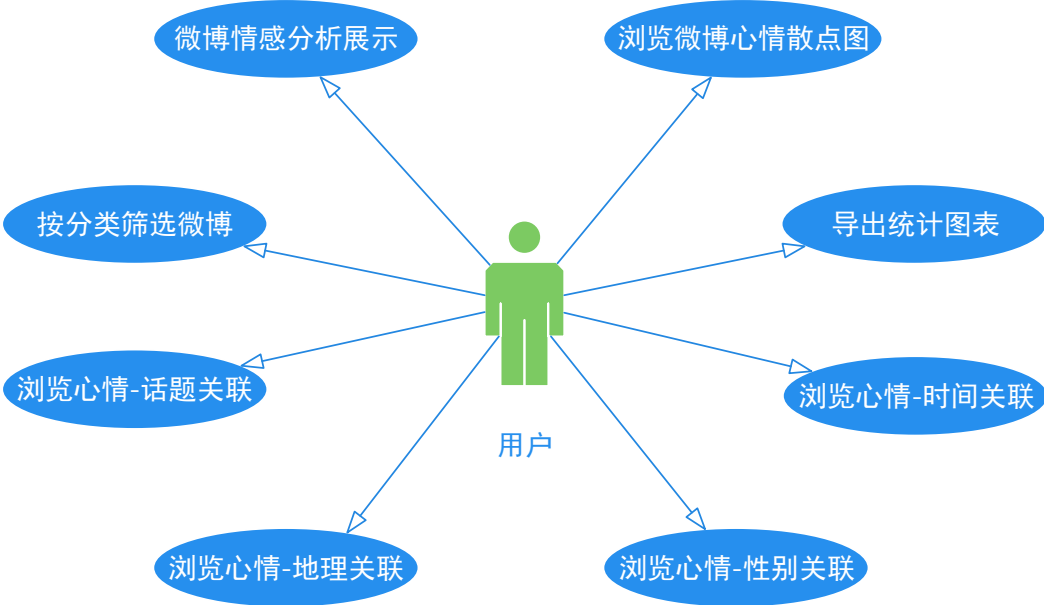 微博情感分析展示
浏览微博心情散点图
按分类筛选微博
导出统计图表
浏览心情-话题关联
浏览心情-时间关联
用户
浏览心情-地理关联
浏览心情-性别关联